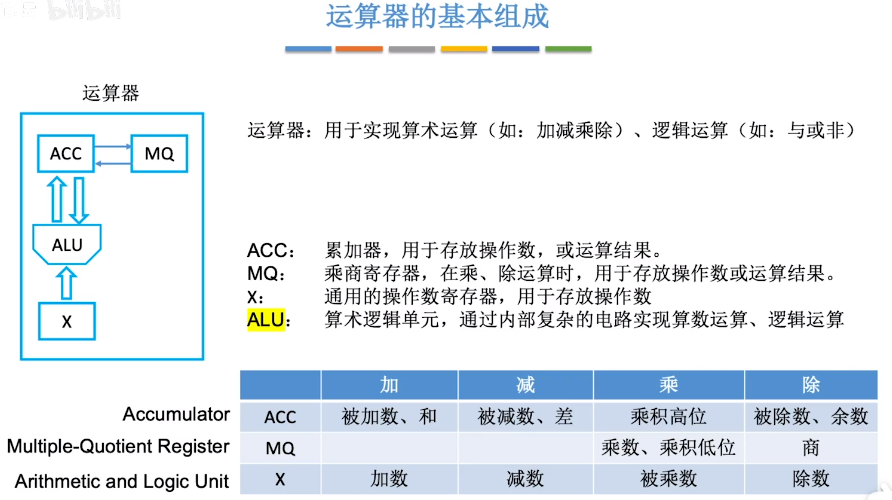 bilibili
运算器的基本组成
运算器
ACC
MQ
ALU
X
运算器：用于实现算术运算（如：加减乘除）、逻辑运算（如：与或非）
ACC： 累加器，用于存放操作数，或运算结果。
MQ： 乘商寄存器，在乘、除运算时，用于存放操作数或运算结果。
X： 通用的操作数寄存器，用于存放操作数
ALU： 算术逻辑单元，通过内部复杂的电路实现算数运算、逻辑运算
加 减 乘 除
Accumulator ACC 被加数、和 被减数、差 乘积高位 被除数、余数
Multiple-Quotient Register MQ 乘数、乘积低位 商
Arithmetic and Logic Unit X 加数 减数 被乘数 除数